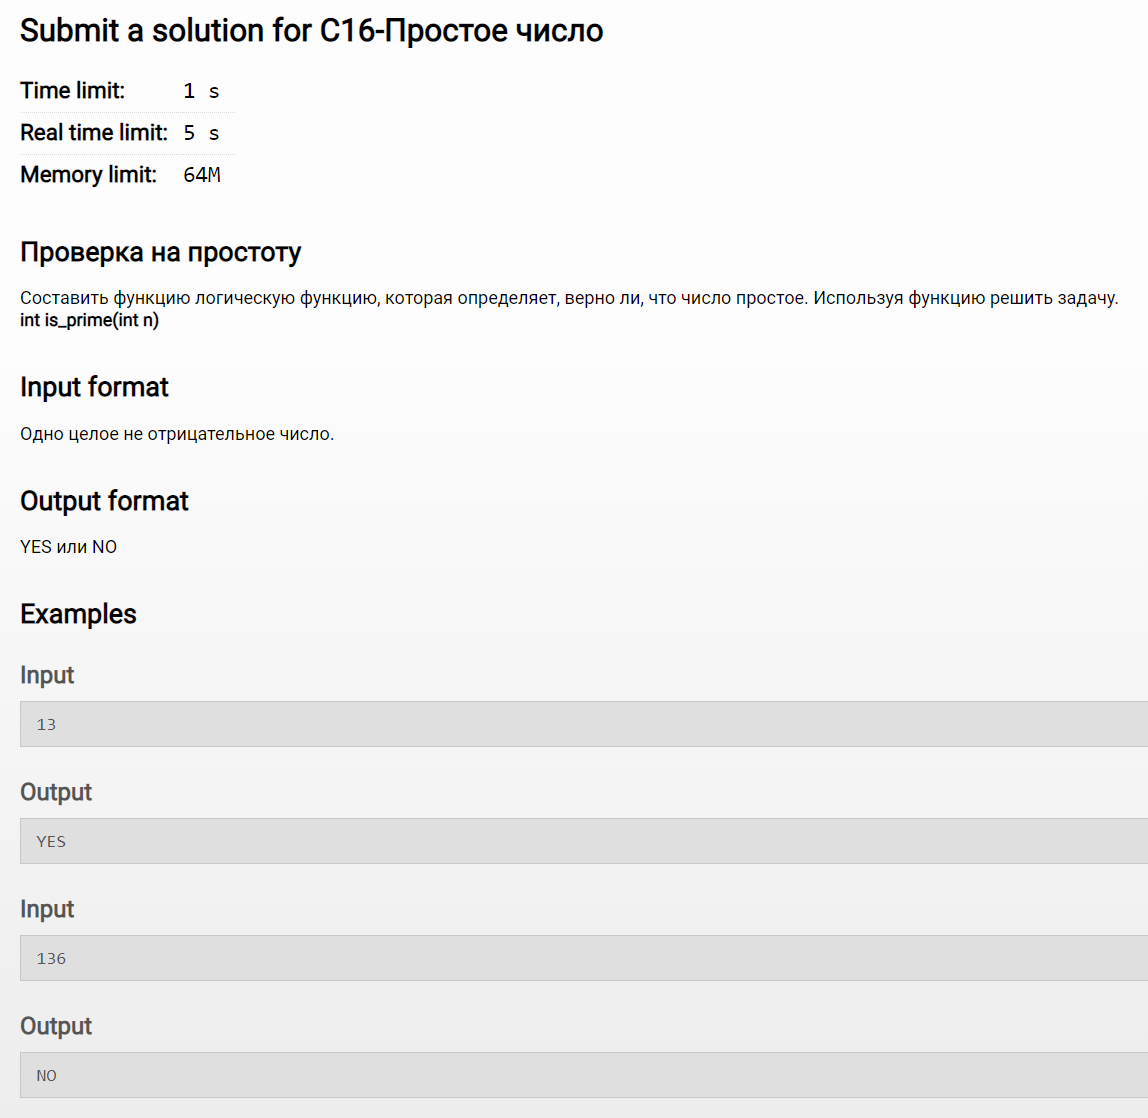 Submit a solution for C16-Простое число
Time limit: 1 s
Real time limit: 5 s
Memory limit: 64M
Проверка на простоту
Составить функцию логическую функцию, которая определяет, верно ли, что число простое. Используя функцию решить задачу.
int is_prime(int n)
Input format
Одно целое не отрицательное число.
Output format
YES или NO
Examples
Input
13
Output
YES
Input
136
Output
NO